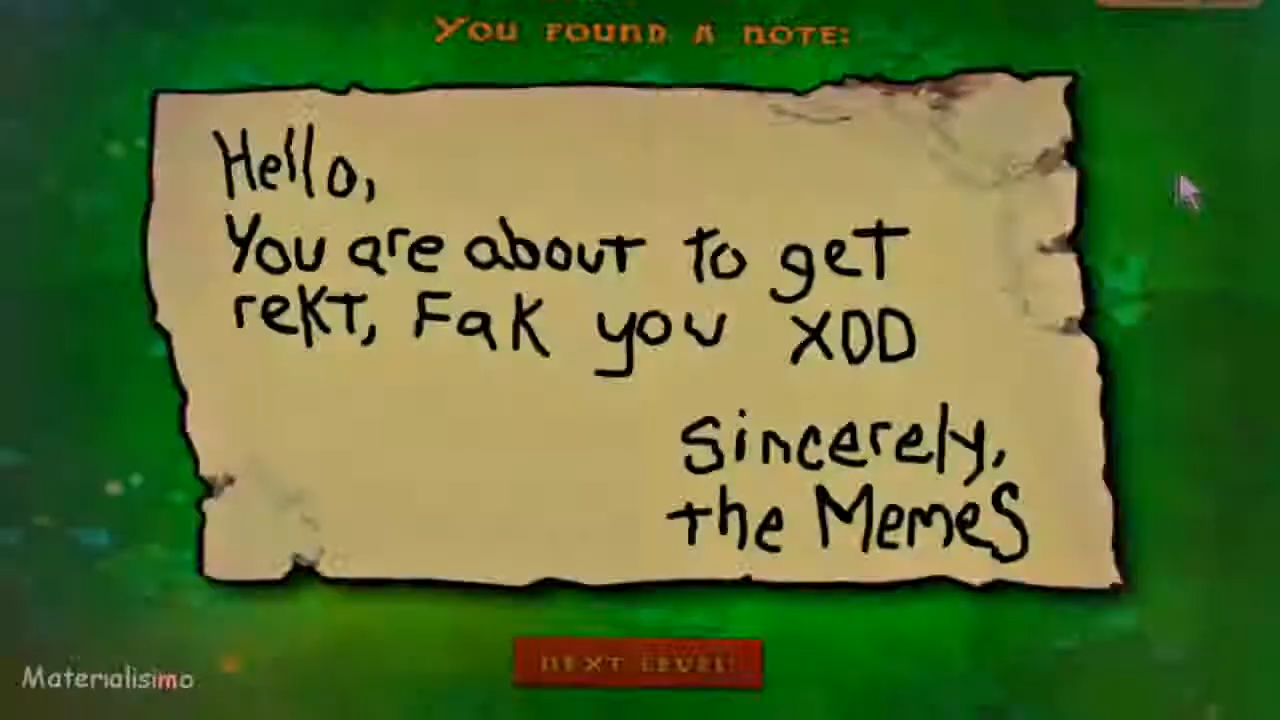 You found a note:
Hello,
You are about to get
rekt, Fak you XDD
Sincerely,
the Memes
NEXT LEVEL!
Materialisimo